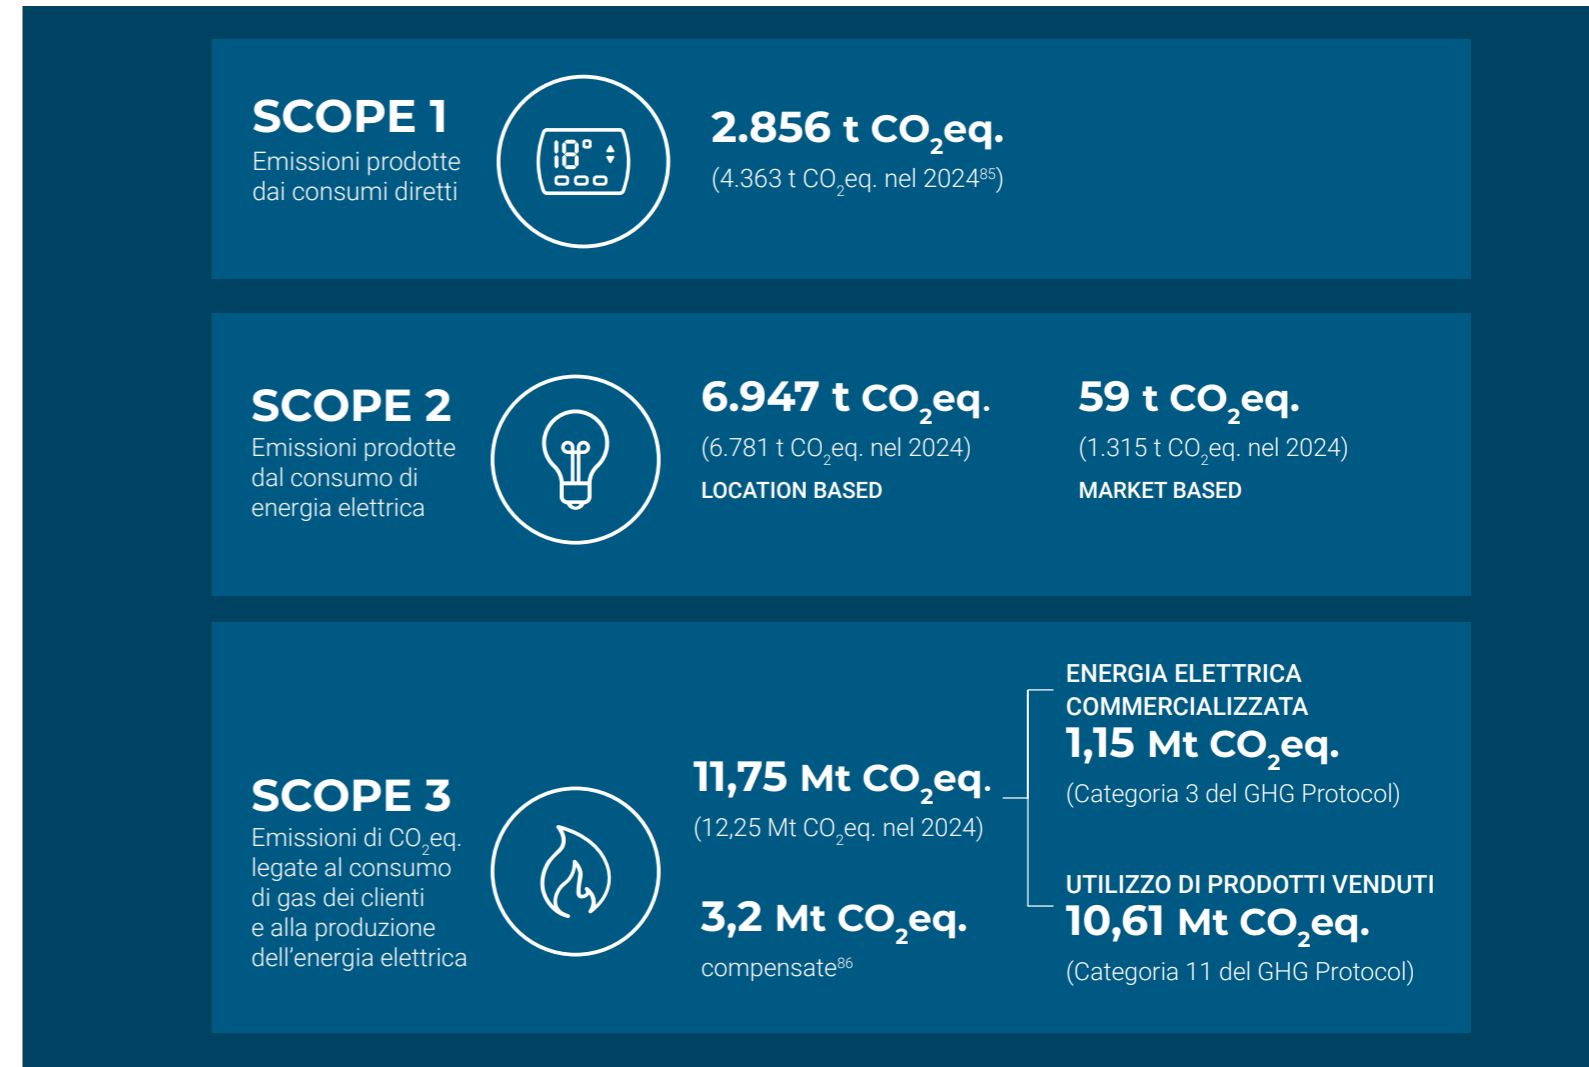 SCOPE 1
Emissioni prodotte
dai consumi diretti
18°
2.856 t CO₂eq.
(4.363 t CO₂eq. nel 2024⁸⁵)
SCOPE 2
Emissioni prodotte
dal consumo di
energia elettrica
6.947 t CO₂eq.
(6.781 t CO₂eq. nel 2024)
LOCATION BASED
59 t CO₂eq.
(1.315 t CO₂eq. nel 2024)
MARKET BASED
SCOPE 3
Emissioni di CO₂eq.
legate al consumo
di gas dei clienti
e alla produzione
dell'energia elettrica
11,75 Mt CO₂eq.
(12,25 Mt CO₂eq. nel 2024)
3,2 Mt CO₂eq.
compensate⁸⁶
ENERGIA ELETTRICA
COMMERCIALIZZATA
1,15 Mt CO₂eq.
(Categoria 3 del GHG Protocol)
UTILIZZO DI PRODOTTI VENDUTI
10,61 Mt CO₂eq.
(Categoria 11 del GHG Protocol)